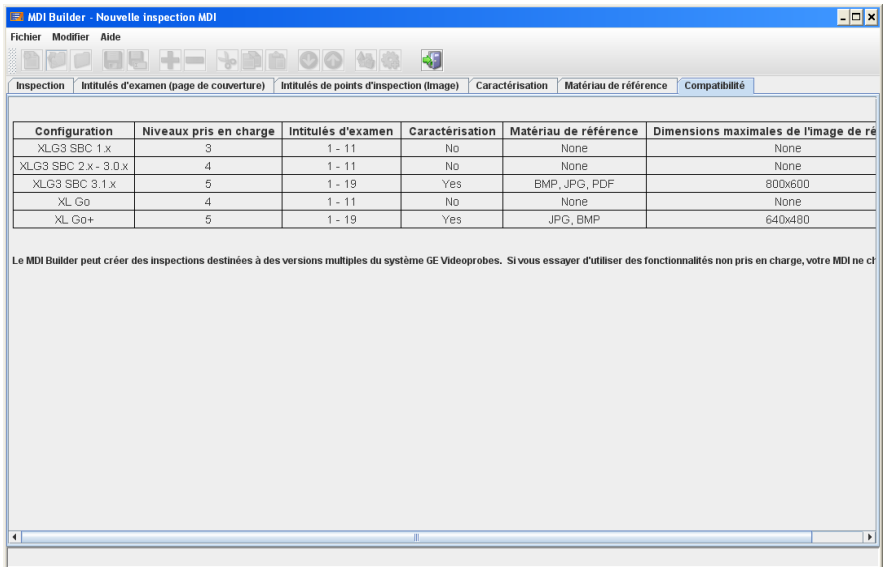 MDI Builder - Nouvelle inspection MDI
Fichier Modifier Aide
Inspection Intitulés d'examen (page de couverture) Intitulés de points d'inspection (Image) Caractérisation Matériau de référence Compatibilité
Configuration Niveaux pris en charge Intitulés d'examen Caractérisation Matériau de référence Dimensions maximales de l'image de ré
XLG3 SBC 1.x 3 1 - 11 No None None
XLG3 SBC 2.x - 3.0.x 4 1 - 11 No None None
XLG3 SBC 3.1.x 5 1 - 19 Yes BMP, JPG, PDF 800x600
XL Go 4 1 - 11 No None None
XL Go+ 5 1 - 19 Yes JPG, BMP 640x480
Le MDI Builder peut créer des inspections destinées à des versions multiples du système GE Videoprobes. Si vous essayer d'utiliser des fonctionnalités non pris en charge, votre MDI ne ch